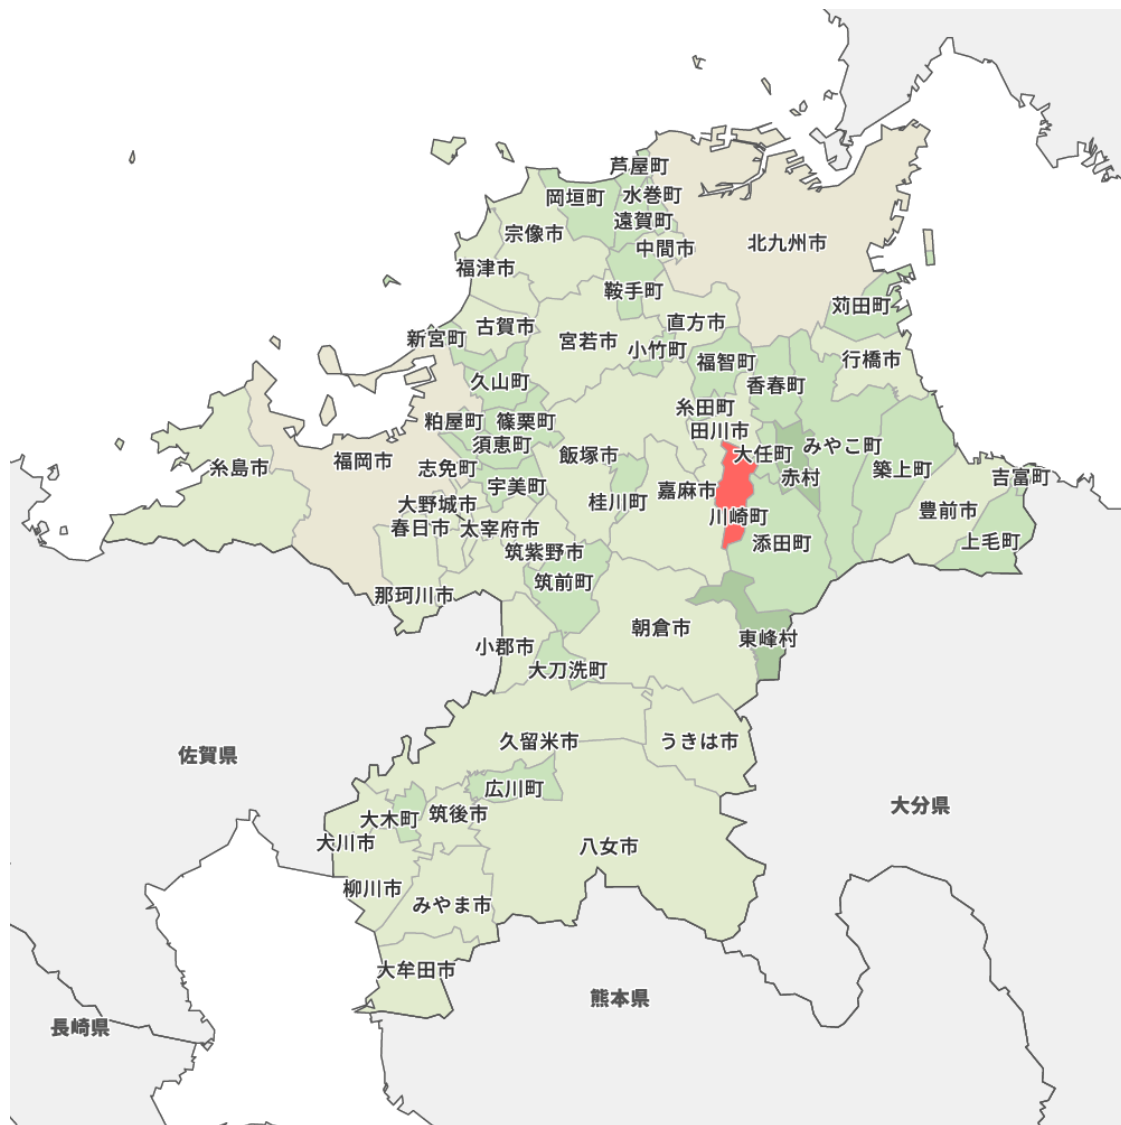 芦屋町
岡垣町
水巻町
遠賀町
宗像市
中間市
北九州市
福津市
鞍手町
苅田町
古賀市
直方市
新宮町
宮若市
小竹町
行橋市
福智町
久山町
香春町
糸田町
粕屋町
篠栗町
田川市
須恵町
みやこ町
飯塚市
大任町
福岡市
糸島市
志免町
築上町
赤村
吉富町
宇美町
嘉麻市
桂川町
大野城市
豊前市
川崎町
春日市
太宰府市
上毛町
添田町
筑紫野市
筑前町
那珂川市
朝倉市
東峰村
小郡市
大刀洗町
久留米市
うきは市
佐賀県
広川町
大分県
筑後市
大木町
大川市
八女市
柳川市
みやま市
大牟田市
熊本県
長崎県